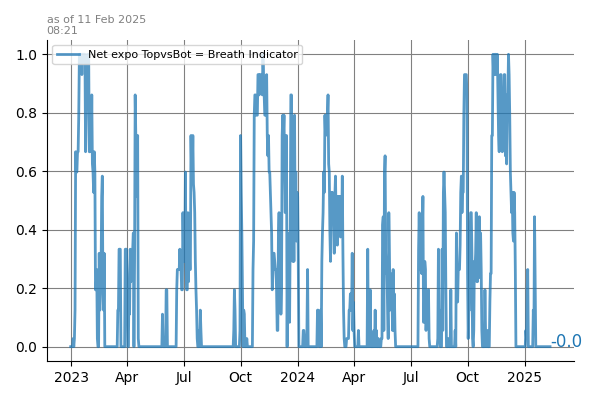 as of 11 Feb 2025
08:21
Net expo TopvsBot = Breath Indicator
1.0
0.8
0.6
0.4
0.2
0.0
-0.0
2023 Apr Jul Oct 2024 Apr Jul Oct 2025